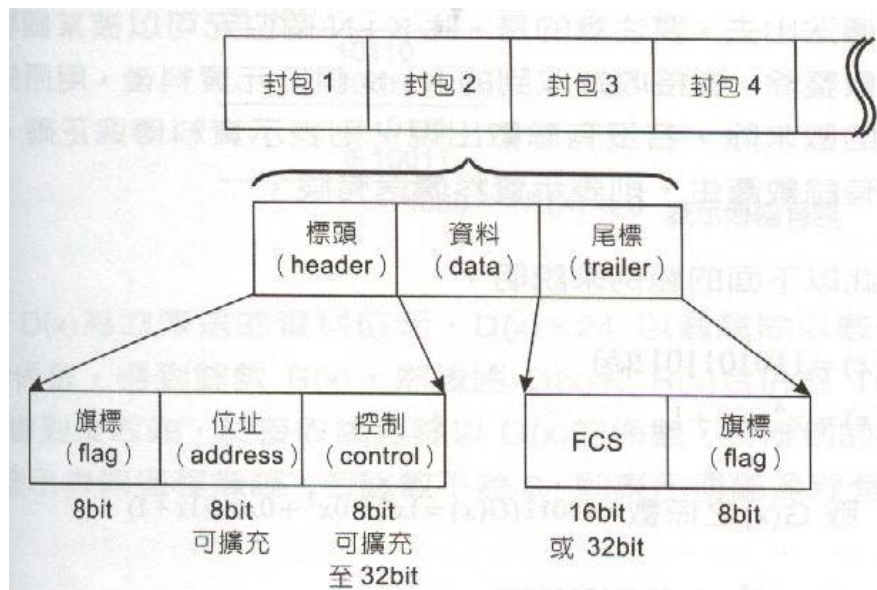 封包 1 封包 2 封包 3 封包 4
標頭 資料 尾標
(header) (data) (trailer)
旗標 位址 控制 FCS 旗標
(flag) (address) (control) (flag)
8bit 8bit 8bit 16bit 8bit
可擴充 可擴充 或 32bit
至 32bit